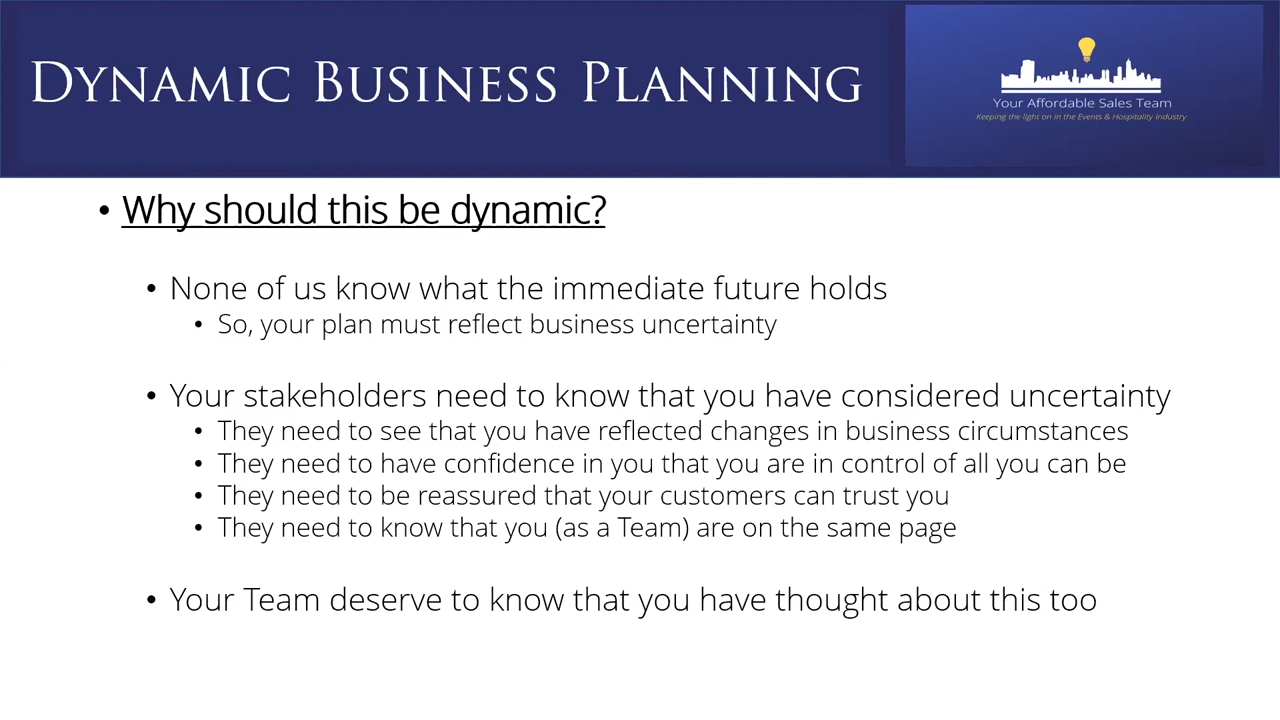 DYNAMIC BUSINESS PLANNING
Your Affordable Sales Team
Keeping the light on in the Events & Hospitality Industry
• Why should this be dynamic?
• None of us know what the immediate future holds
• So, your plan must reflect business uncertainty
• Your stakeholders need to know that you have considered uncertainty
• They need to see that you have reflected changes in business circumstances
• They need to have confidence in you that you are in control of all you can be
• They need to be reassured that your customers can trust you
• They need to know that you (as a Team) are on the same page
• Your Team deserve to know that you have thought about this too